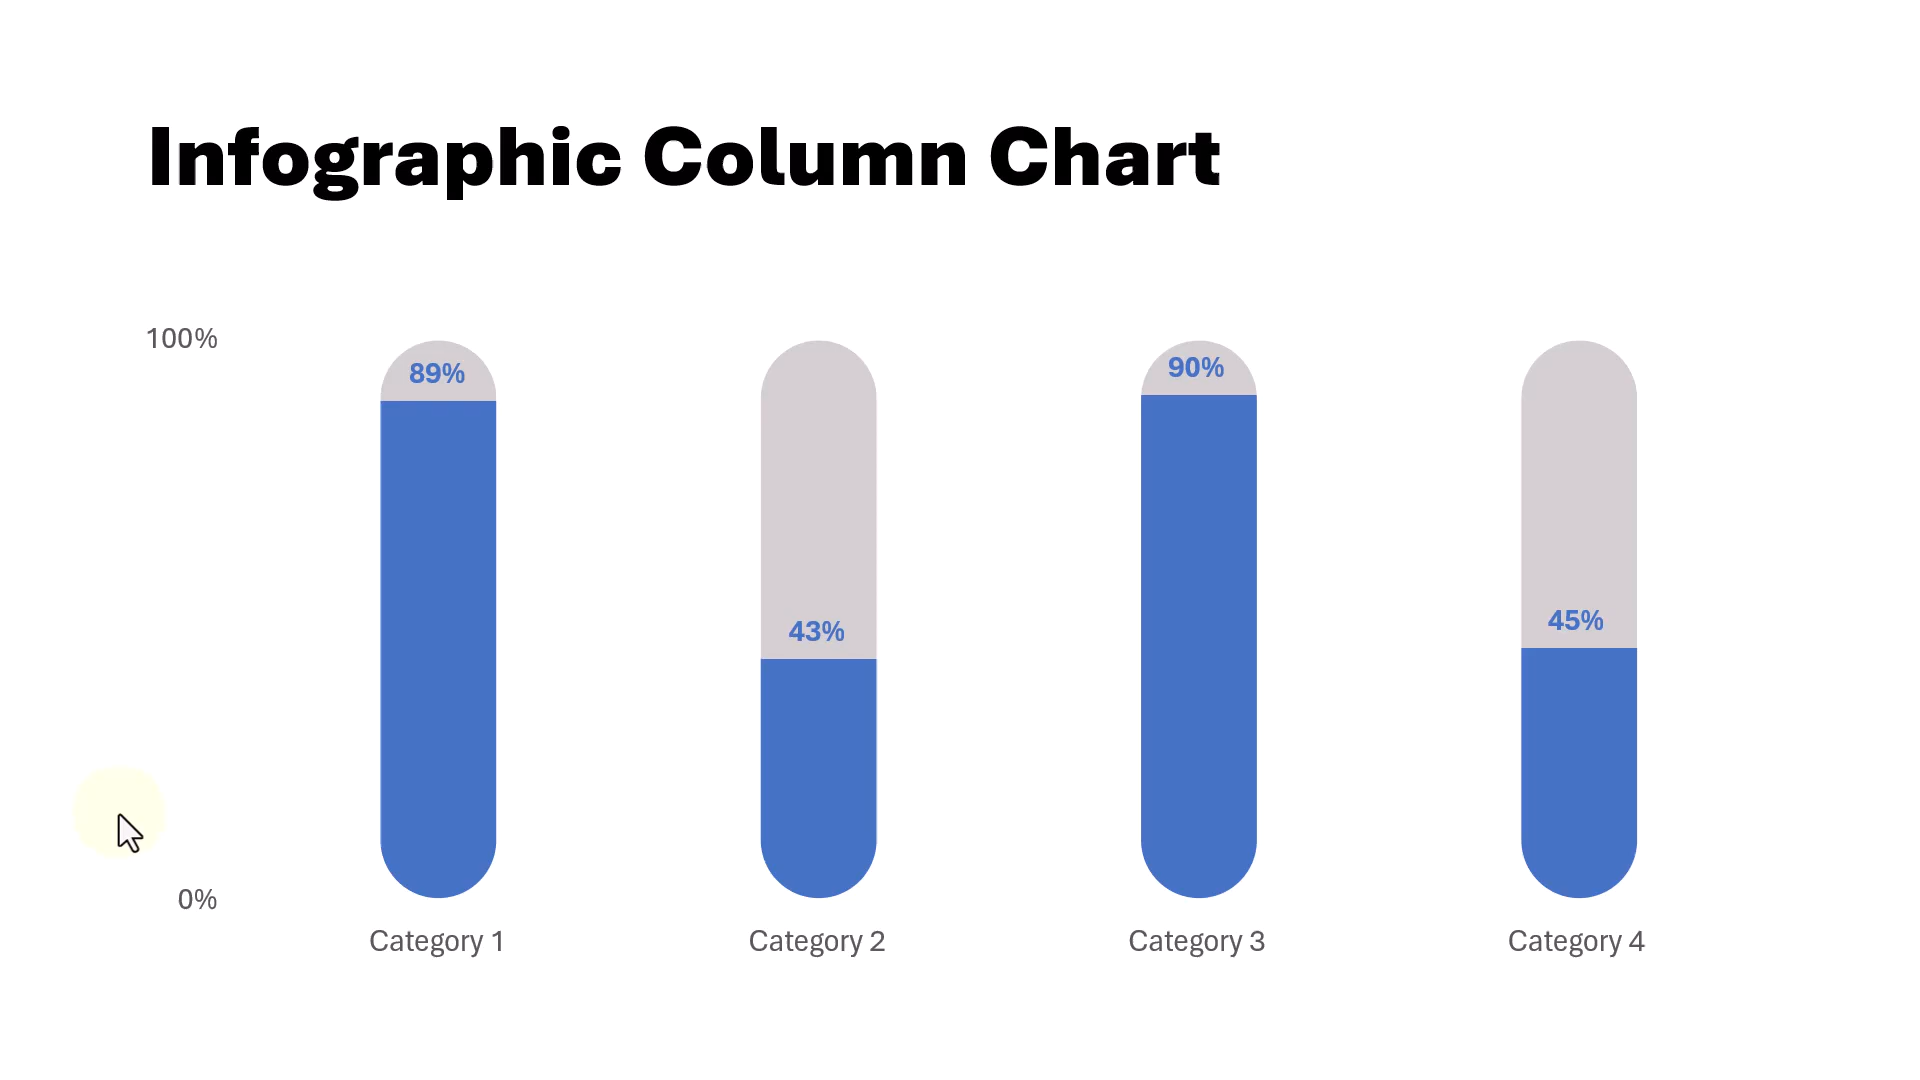 Infographic Column Chart
100%
89%
90%
43%
45%
0%
Category 1
Category 2
Category 3
Category 4